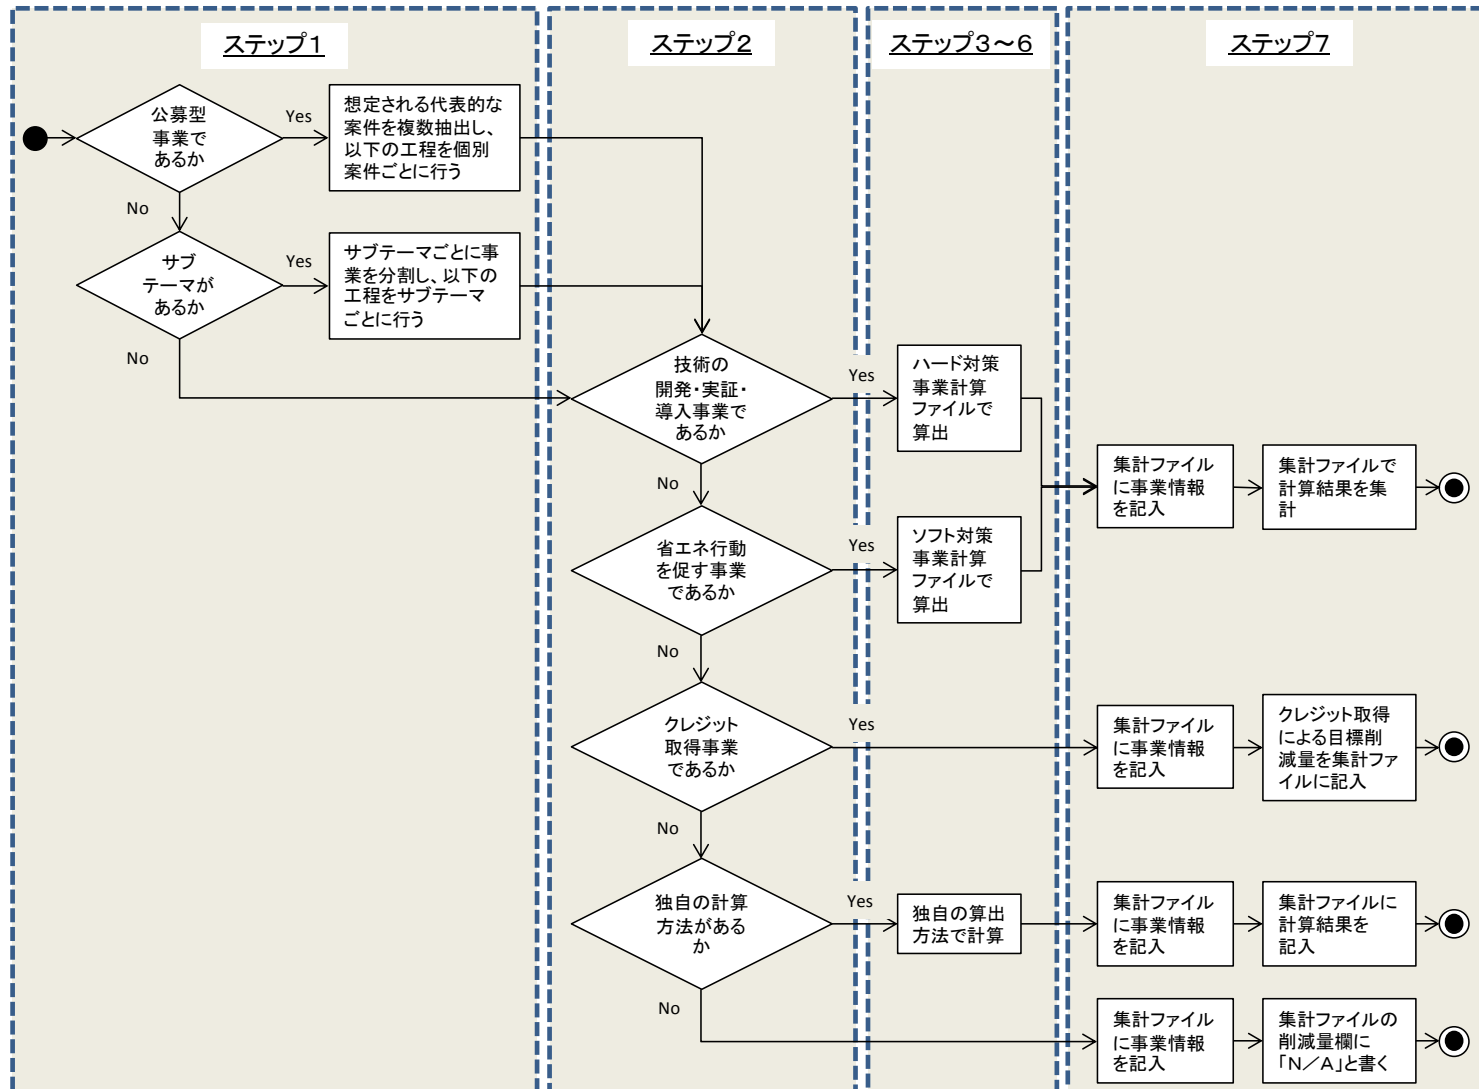 ステップ1
ステップ2
ステップ3～6
ステップ7
公募型
事業で
あるか
Yes
想定される代表的な
案件を複数抽出し、
以下の工程を個別
案件ごとに行う
No
サブ
テーマが
あるか
Yes
サブテーマごとに事
業を分割し、以下の
工程をサブテーマ
ごとに行う
No
技術の
開発・実証・
導入事業で
あるか
Yes
ハード対策
事業計算
ファイルで
算出
No
集計ファイル
に事業情報
を記入
集計ファイルで
計算結果を集
計
省エネ行動
を促す事業
であるか
Yes
ソフト対策
事業計算
ファイルで
算出
No
クレジット
取得事業
であるか
Yes
集計ファイル
に事業情報
を記入
クレジット取得
による目標削
減量を集計ファ
イルに記入
No
独自の計算
方法がある
か
Yes
独自の算出
方法で計算
集計ファイル
に事業情報
を記入
集計ファイルに
計算結果を
記入
No
集計ファイル
に事業情報
を記入
集計ファイルの
削減量欄に
「N／A」と書く